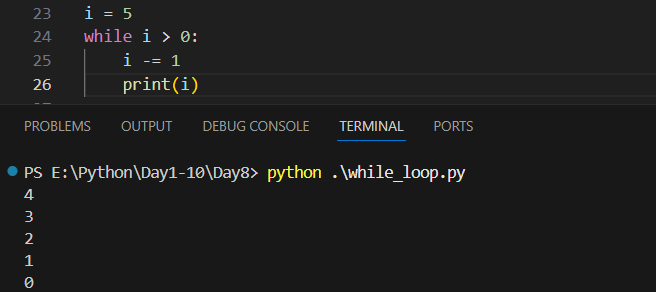 23 i = 5
24 while i > 0:
25     i -= 1
26     print(i)
PROBLEMS OUTPUT DEBUG CONSOLE TERMINAL PORTS
PS E:\Python\Day1-10\Day8> python .\while_loop.py
4
3
2
1
0